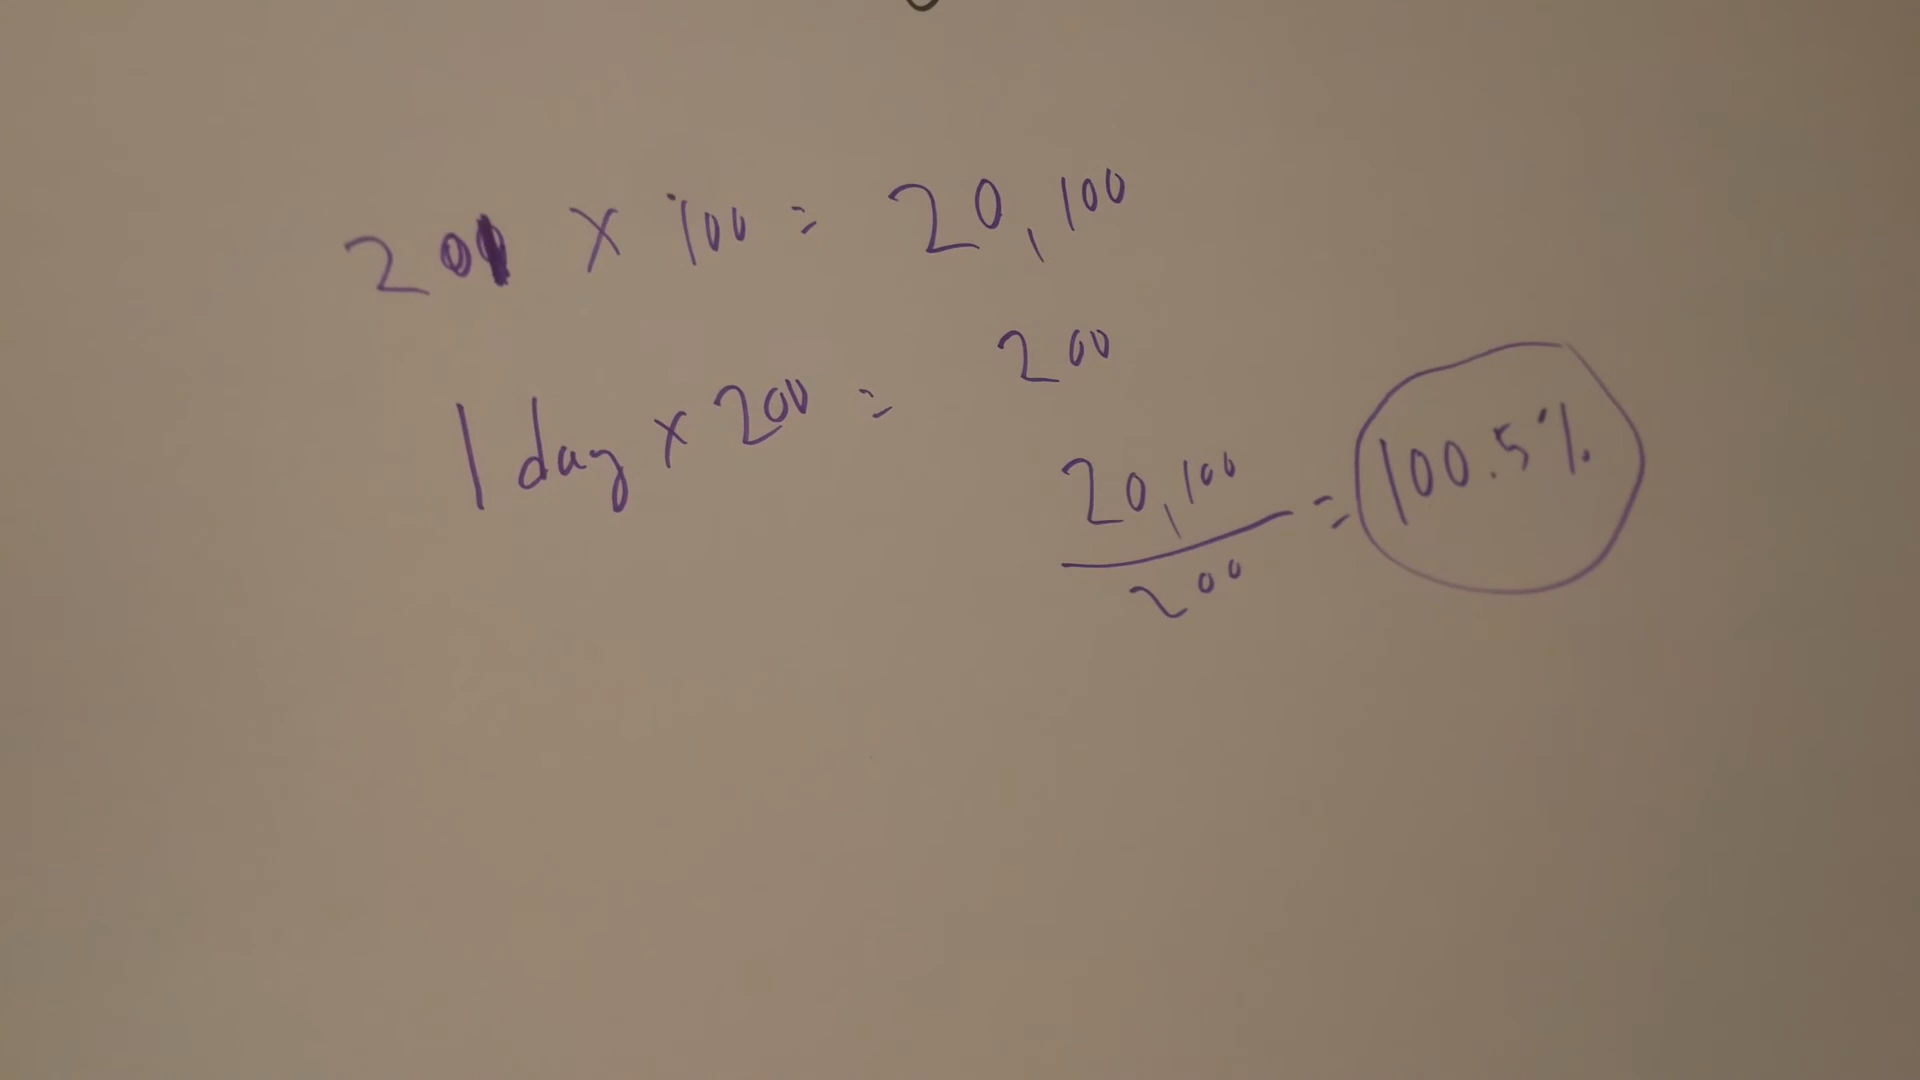 201 x 100 = 20,100
1 day x 200 = 200
20,100
200
= 100.5%